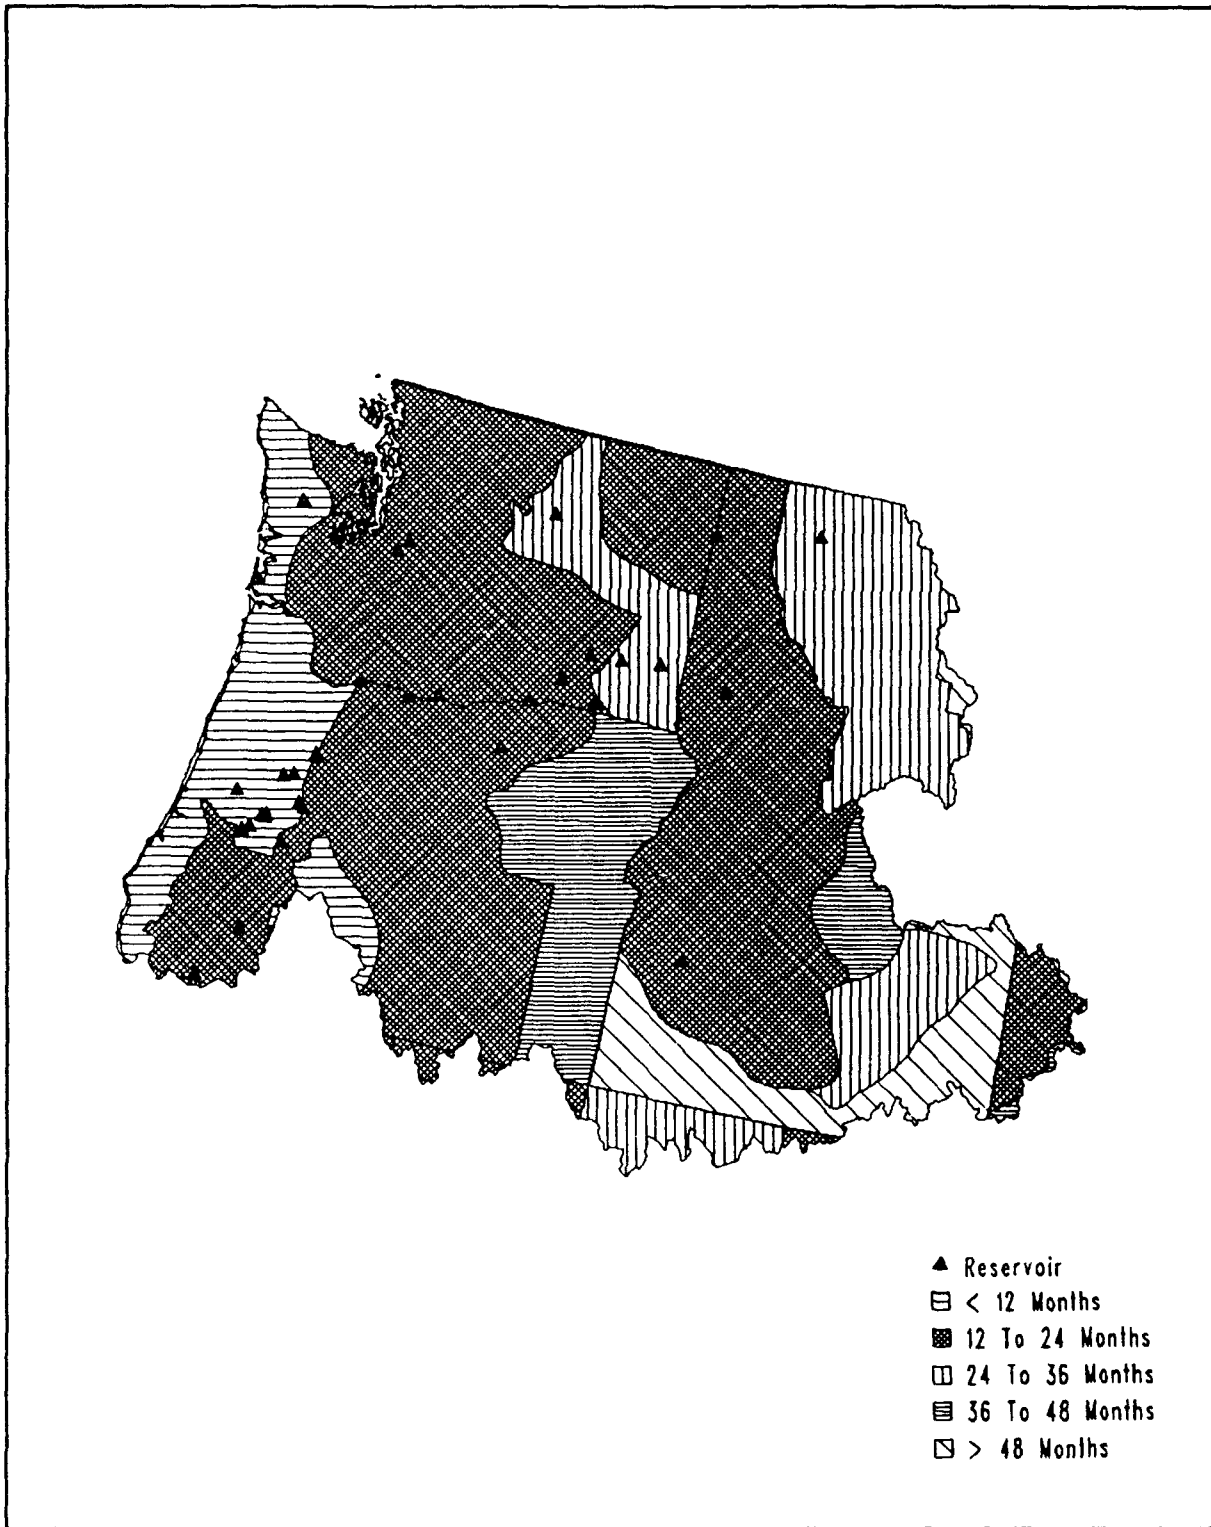 Reservoir
< 12 Months
12 To 24 Months
24 To 36 Months
36 To 48 Months
> 48 Months